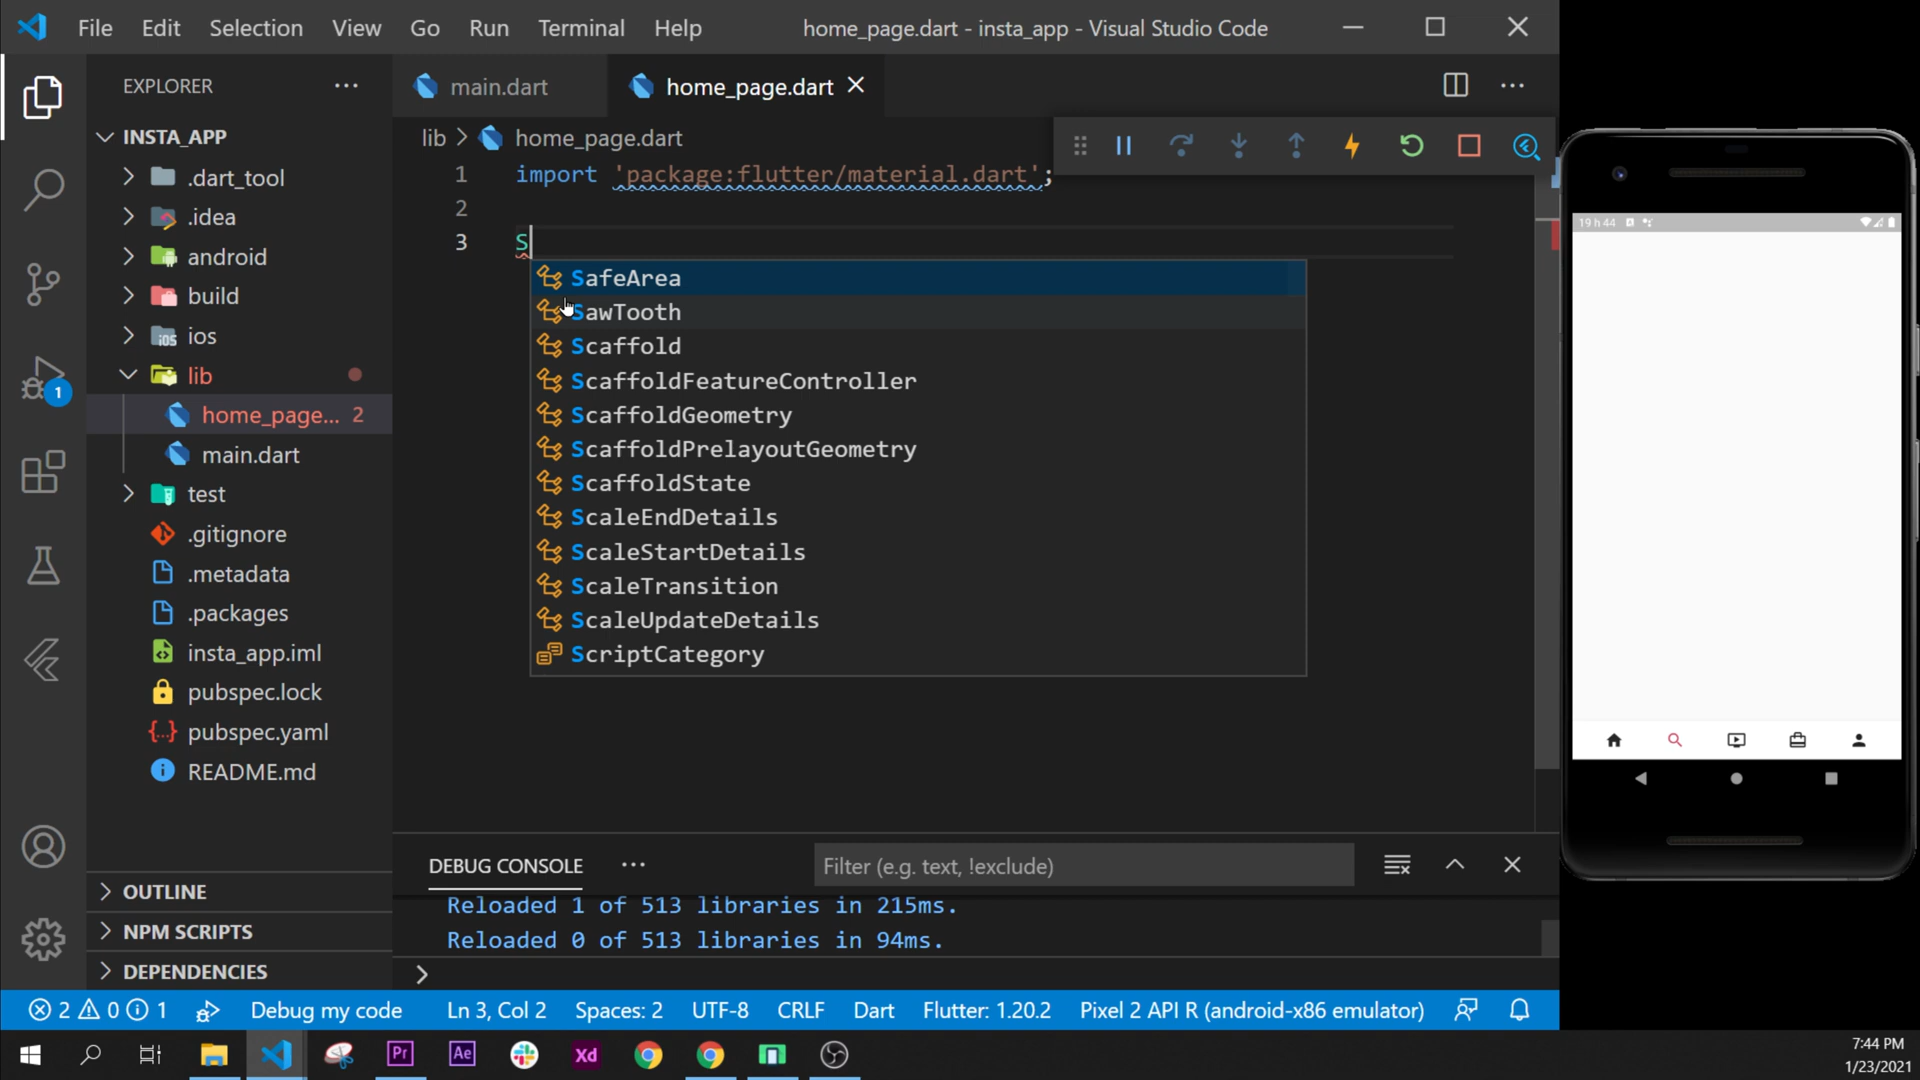 File Edit Selection View Go Run Terminal Help
home_page.dart - insta_app - Visual Studio Code
EXPLORER
INSTA_APP
.dart_tool
.idea
android
build
ios
lib
home_page... 2
main.dart
test
.gitignore
.metadata
.packages
insta_app.iml
pubspec.lock
pubspec.yaml
README.md
OUTLINE
NPM SCRIPTS
DEPENDENCIES
1
main.dart
home_page.dart
lib > home_page.dart
1 import 'package:flutter/material.dart';
2
3 S
SafeArea
SawTooth
Scaffold
ScaffoldFeatureController
ScaffoldGeometry
ScaffoldPrelayoutGeometry
ScaffoldState
ScaleEndDetails
ScaleStartDetails
ScaleTransition
ScaleUpdateDetails
ScriptCategory
DEBUG CONSOLE
Filter (e.g. text, !exclude)
Reloaded 1 of 513 libraries in 215ms.
Reloaded 0 of 513 libraries in 94ms.
19 h 44
2 0 1 Debug my code Ln 3, Col 2 Spaces: 2 UTF-8 CRLF Dart Flutter: 1.20.2 Pixel 2 API R (android-x86 emulator)
Pr Ae Xd
7:44 PM
1/23/2021